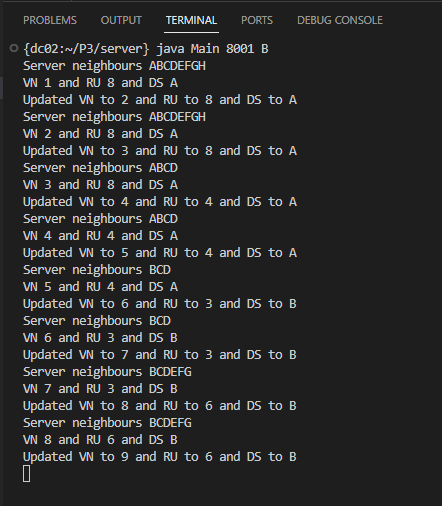 PROBLEMS OUTPUT TERMINAL PORTS DEBUG CONSOLE
{dc02:~/P3/server} java Main 8001 B
Server neighbours ABCDEFGH
VN 1 and RU 8 and DS A
Updated VN to 2 and RU to 8 and DS to A
Server neighbours ABCDEFGH
VN 2 and RU 8 and DS A
Updated VN to 3 and RU to 8 and DS to A
Server neighbours ABCD
VN 3 and RU 8 and DS A
Updated VN to 4 and RU to 4 and DS to A
Server neighbours ABCD
VN 4 and RU 4 and DS A
Updated VN to 5 and RU to 4 and DS to A
Server neighbours BCD
VN 5 and RU 4 and DS A
Updated VN to 6 and RU to 3 and DS to B
Server neighbours BCD
VN 6 and RU 3 and DS B
Updated VN to 7 and RU to 3 and DS to B
Server neighbours BCDEFG
VN 7 and RU 3 and DS B
Updated VN to 8 and RU to 6 and DS to B
Server neighbours BCDEFG
VN 8 and RU 6 and DS B
Updated VN to 9 and RU to 6 and DS to B